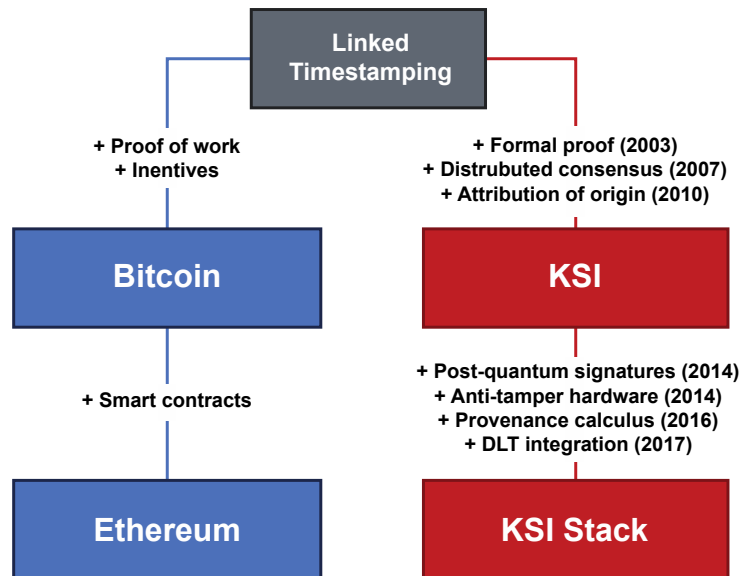 Linked
Timestamping
+ Proof of work
+ Inentives
+ Formal proof (2003)
+ Distrubuted consensus (2007)
+ Attribution of origin (2010)
Bitcoin
KSI
+ Smart contracts
+ Post-quantum signatures (2014)
+ Anti-tamper hardware (2014)
+ Provenance calculus (2016)
+ DLT integration (2017)
Ethereum
KSI Stack